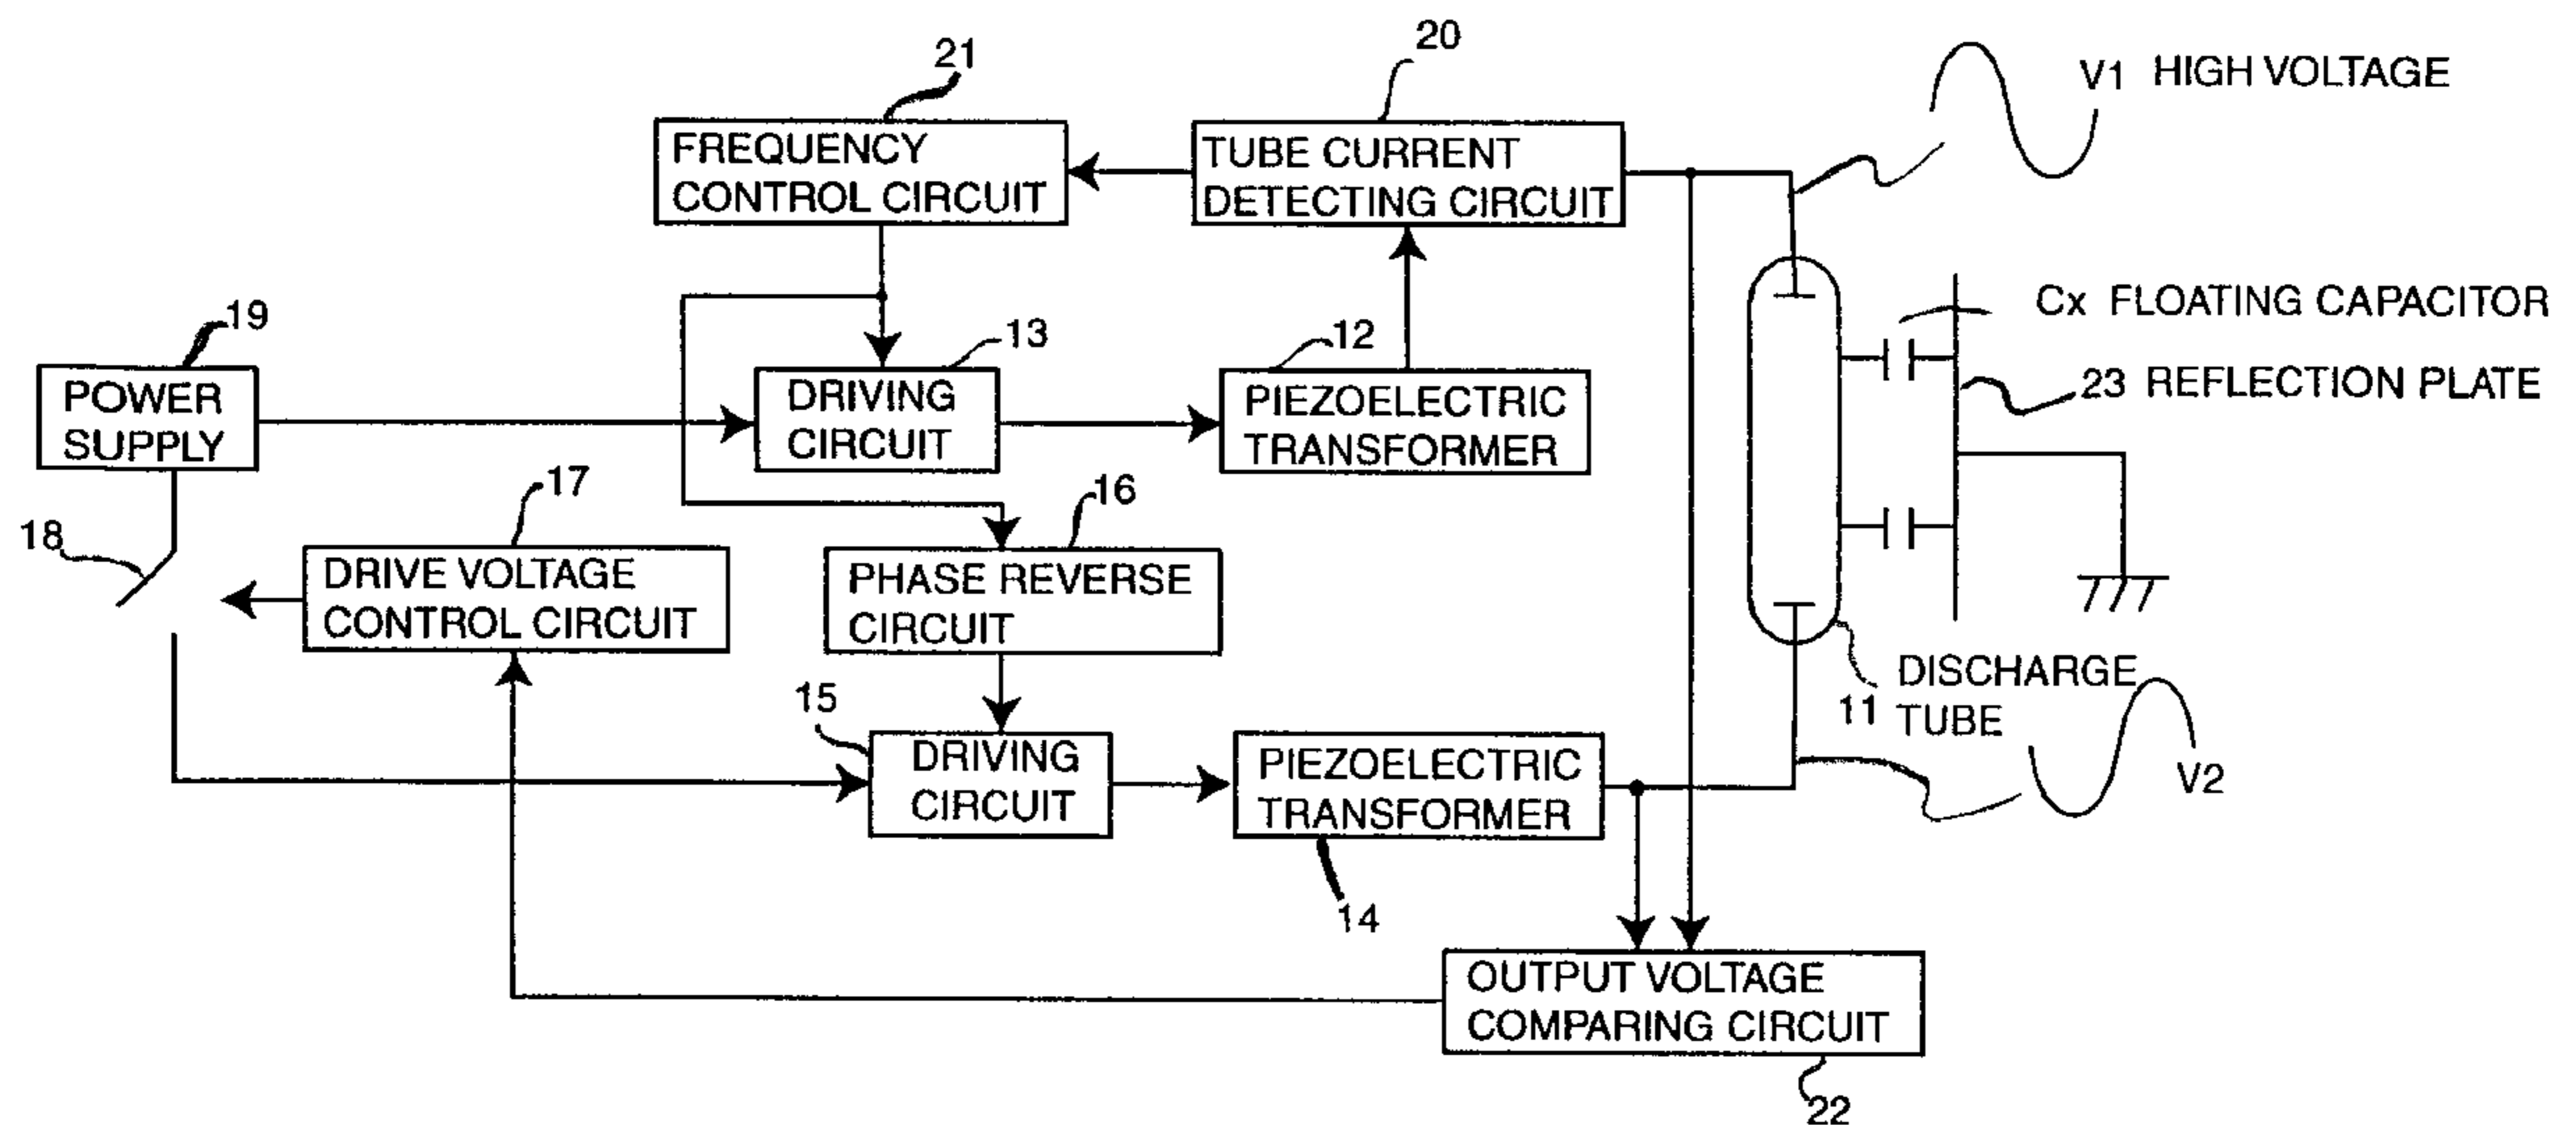 20
21
V1 HIGH VOLTAGE
FREQUENCY
CONTROL CIRCUIT
TUBE CURRENT
DETECTING CIRCUIT
Cx FLOATING CAPACITOR
19
13
12
POWER
SUPPLY
DRIVING
CIRCUIT
PIEZOELECTRIC
TRANSFORMER
23 REFLECTION PLATE
17
16
18
DRIVE VOLTAGE
CONTROL CIRCUIT
PHASE REVERSE
CIRCUIT
DISCHARGE
TUBE
11
15
DRIVING
CIRCUIT
PIEZOELECTRIC
TRANSFORMER
V2
14
OUTPUT VOLTAGE
COMPARING CIRCUIT
22